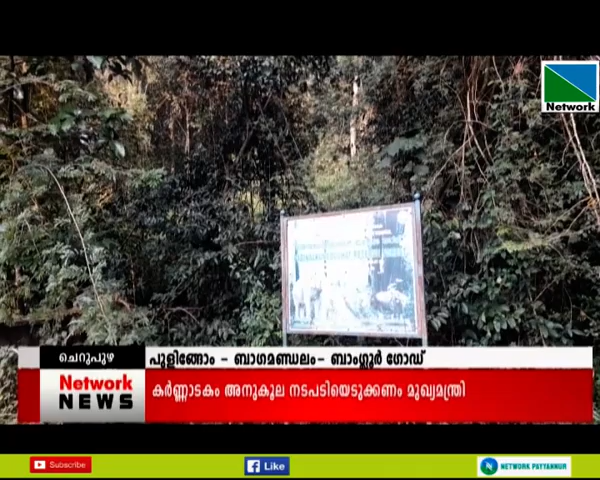 Network
ചെറുപുഴ
പുളിങ്ങോം - ബാഗമണ്ഡലം- ബാംഗ്ലൂർ റോഡ്
Network
NEWS
കർണ്ണാടകം അനുകൂല നടപടിയെടുക്കണം മുഖ്യമന്ത്രി
Subscribe
Like
NETWORK PAYYANNUR